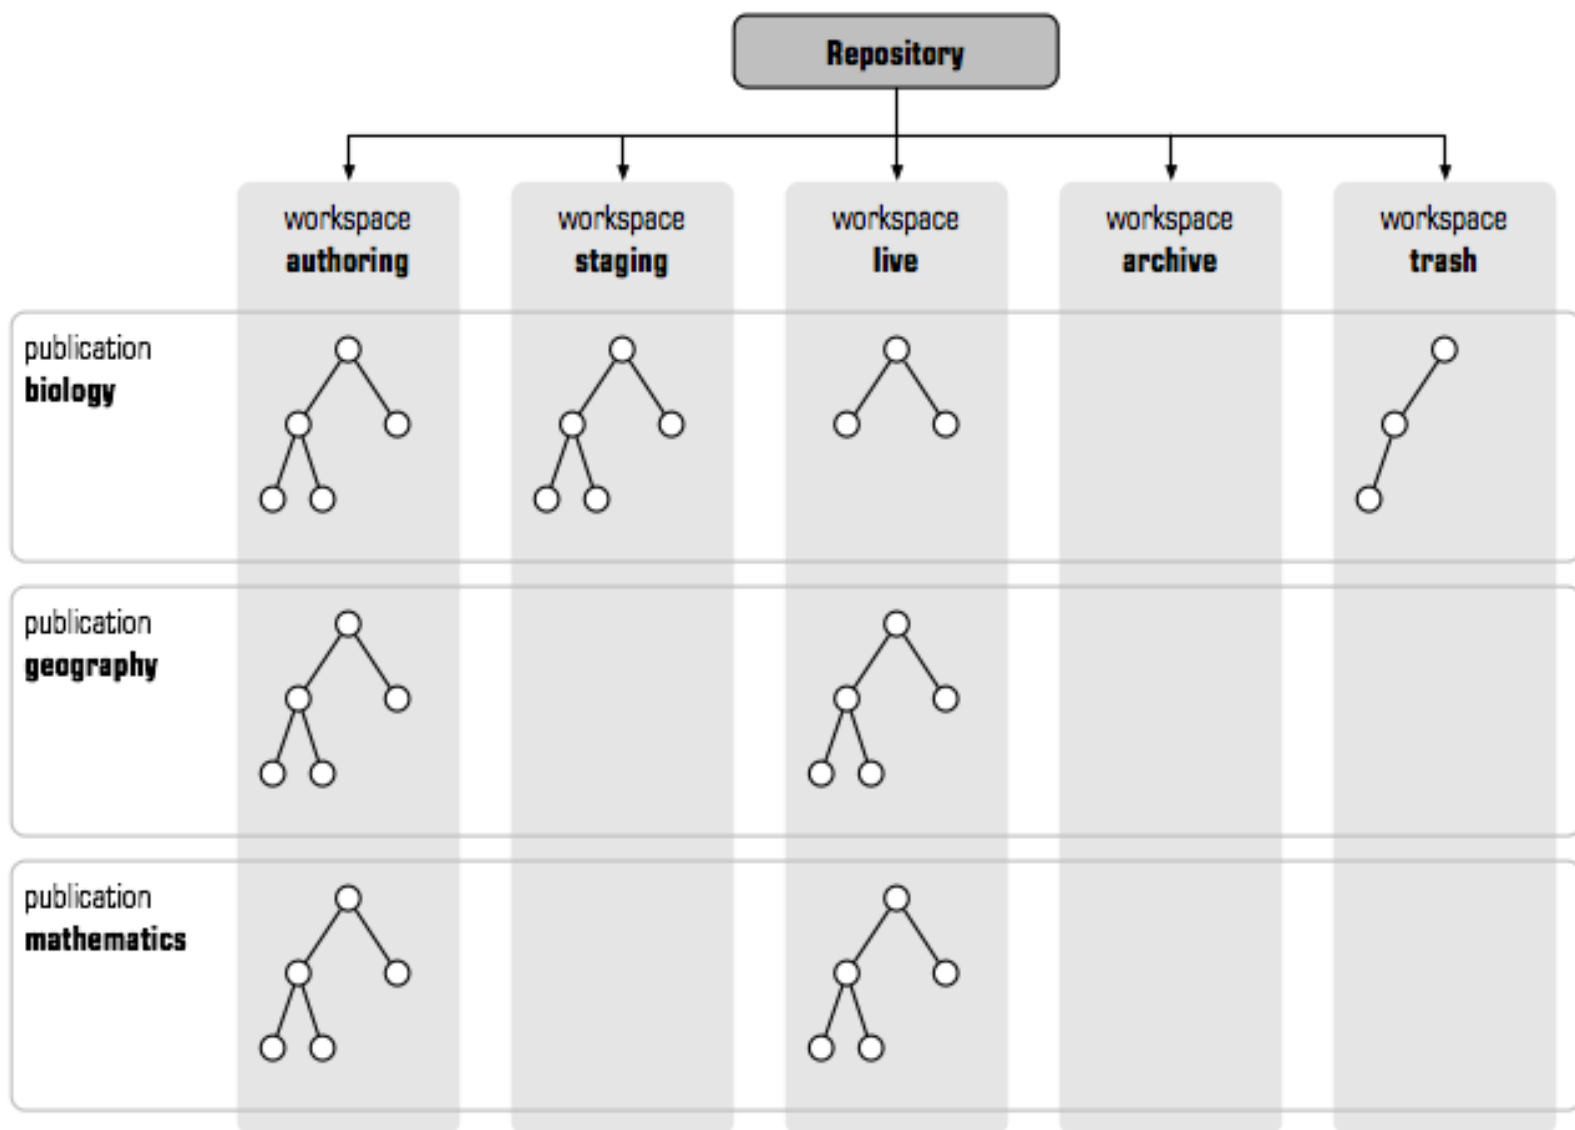 Repository
workspace
authoring
workspace
staging
workspace
live
workspace
archive
workspace
trash
publication
biology
publication
geography
publication
mathematics